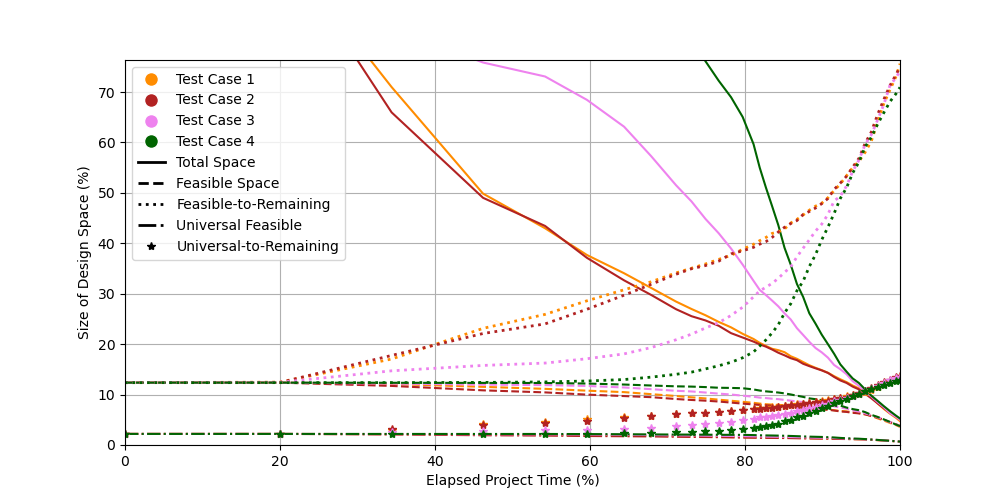 Size of Design Space (%)
70
60
50
40
30
20
10
0
Test Case 1
Test Case 2
Test Case 3
Test Case 4
Total Space
Feasible Space
Feasible-to-Remaining
Universal Feasible
Universal-to-Remaining
0 20 40 60 80 100
Elapsed Project Time (%)